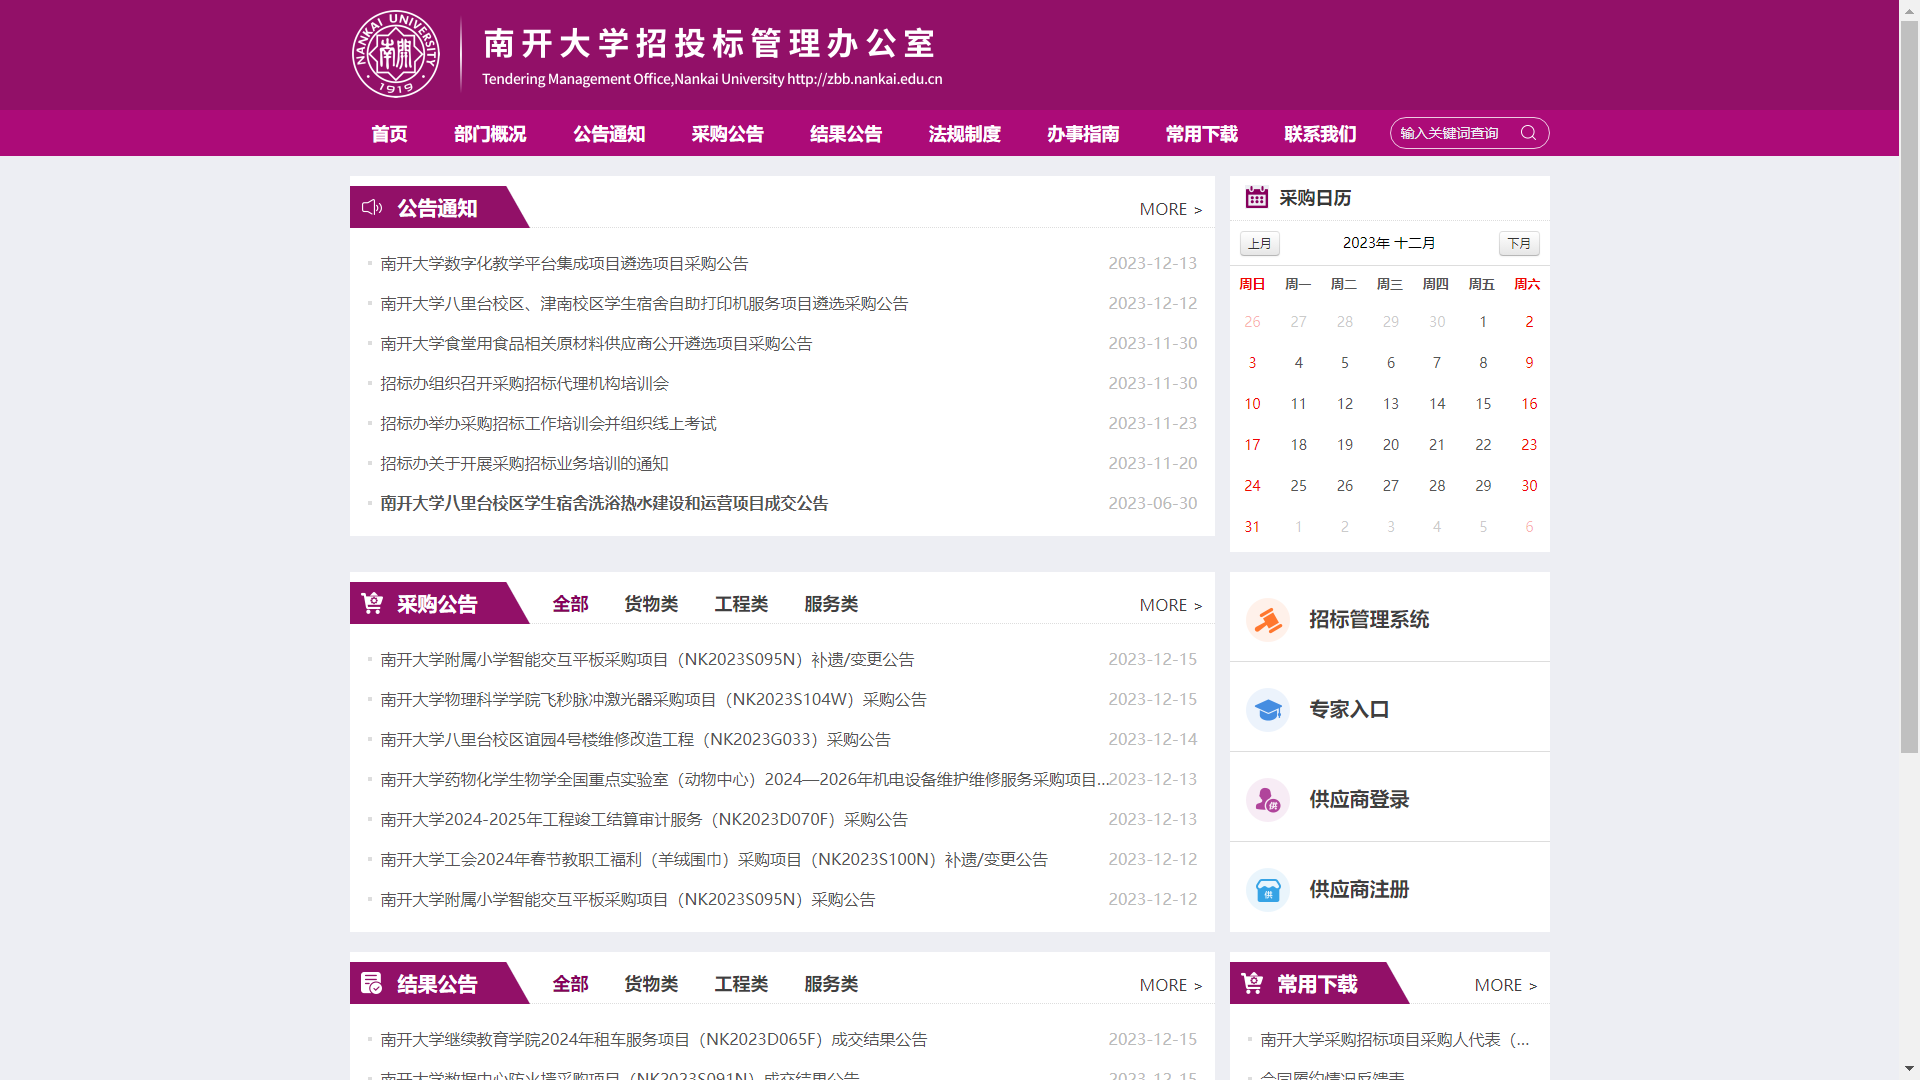 南开大学招投标管理办公室
Tendering Management Office,Nankai University http://zbb.nankai.edu.cn
NANKAI UNIVERSITY
1919
首页 部门概况 公告通知 采购公告 结果公告 法规制度 办事指南 常用下载 联系我们 输入关键词查询
公告通知 MORE >
南开大学数字化教学平台集成项目遴选项目采购公告 2023-12-13
南开大学八里台校区、津南校区学生宿舍自助打印机服务项目遴选采购公告 2023-12-12
南开大学食堂用食品相关原材料供应商公开遴选项目采购公告 2023-11-30
招标办组织召开采购招标代理机构培训会 2023-11-30
招标办举办采购招标工作培训会并组织线上考试 2023-11-23
招标办关于开展采购招标业务培训的通知 2023-11-20
南开大学八里台校区学生宿舍洗浴热水建设和运营项目成交公告 2023-06-30
采购日历
上月 2023年 十二月 下月
周日 周一 周二 周三 周四 周五 周六
26 27 28 29 30 1 2
3 4 5 6 7 8 9
10 11 12 13 14 15 16
17 18 19 20 21 22 23
24 25 26 27 28 29 30
31 1 2 3 4 5 6
采购公告 全部 货物类 工程类 服务类 MORE >
南开大学附属小学智能交互平板采购项目（NK2023S095N）补遗/变更公告 2023-12-15
南开大学物理科学学院飞秒脉冲激光器采购项目（NK2023S104W）采购公告 2023-12-15
南开大学八里台校区谊园4号楼维修改造工程（NK2023G033）采购公告 2023-12-14
南开大学药物化学生物学全国重点实验室（动物中心）2024—2026年机电设备维护维修服务采购项目... 2023-12-13
南开大学2024-2025年工程竣工结算审计服务（NK2023D070F）采购公告 2023-12-13
南开大学工会2024年春节教职工福利（羊绒围巾）采购项目（NK2023S100N）补遗/变更公告 2023-12-12
南开大学附属小学智能交互平板采购项目（NK2023S095N）采购公告 2023-12-12
招标管理系统
专家入口
供应商登录
供应商注册
结果公告 全部 货物类 工程类 服务类 MORE >
南开大学继续教育学院2024年租车服务项目（NK2023D065F）成交结果公告 2023-12-15
南开大学数据中心防火墙采购项目（NK2023S091N）成交结果公告 2023-12-15
常用下载 MORE >
南开大学采购招标项目采购人代表（...
合同履约情况反馈表